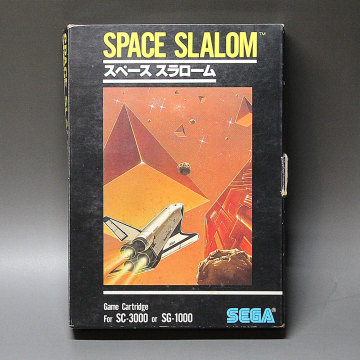 SPACE SLALOM™
スペース スラローム
Game Cartridge
For SC-3000 or SG-1000
SEGA